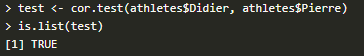 > test <- cor.test(athletes$Didier, athletes$Pierre)
> is.list(test)
[1] TRUE